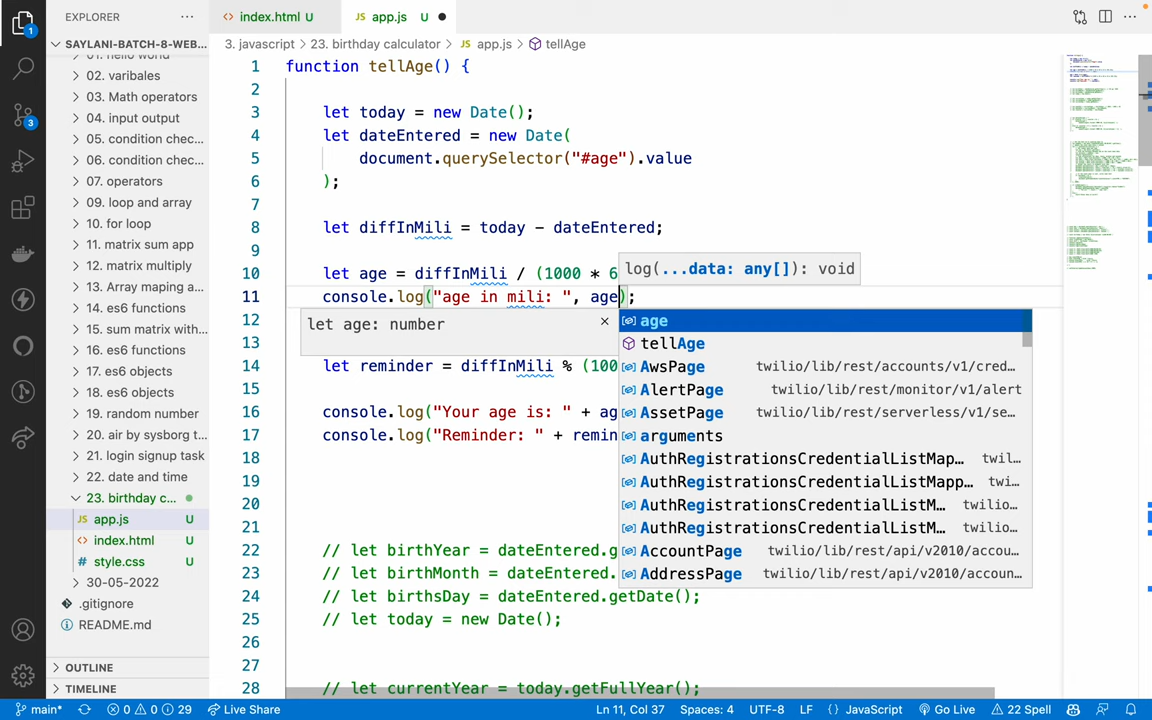 EXPLORER
index.html U
JS app.js U
SAYLANI-BATCH-8-WEB...
3. javascript > 23. birthday calculator > JS app.js > tellAge
01. hello world
02. varibales
03. Math operators
04. input output
05. condition chec...
06. condition chec...
07. operators
09. loop and array
10. for loop
11. matrix sum app
12. matrix multiply
13. Array maping a...
14. es6 functions
15. sum matrix with...
16. es6 functions
17. es6 objects
18. es6 objects
19. random number
20. air by sysborg t...
21. login signup task
22. date and time
23. birthday c...
JS app.js U
<> index.html U
# style.css U
30-05-2022
.gitignore
README.md
OUTLINE
TIMELINE
1
3
1 function tellAge() {
2
3 let today = new Date();
4 let dateEntered = new Date(
5 document.querySelector("#age").value
6 );
7
8 let diffInMili = today - dateEntered;
9
10 let age = diffInMili / (1000 * 6
11 console.log("age in mili: ", age);
12
13
14 let reminder = diffInMili % (100
15
16 console.log("Your age is: " + ag
17 console.log("Reminder: " + remin
18
19
20
21
22 // let birthYear = dateEntered.g
23 // let birthMonth = dateEntered.
24 // let birthsDay = dateEntered.getDate();
25 // let today = new Date();
26
27
28 // let currentYear = today.getFullYear();
log(...data: any[]): void
let age: number
age
tellAge
AwsPage twilio/lib/rest/accounts/v1/cred...
AlertPage twilio/lib/rest/monitor/v1/alert
AssetPage twilio/lib/rest/serverless/v1/se...
arguments
AuthRegistrationsCredentialListMap... twil...
AuthRegistrationsCredentialListMapp... twi...
AuthRegistrationsCredentialListM... twilio...
AuthRegistrationsCredentialListM... twilio...
AccountPage twilio/lib/rest/api/v2010/accou...
AddressPage twilio/lib/rest/api/v2010/accoun...
main* 0 0 29 Live Share Ln 11, Col 37 Spaces: 4 UTF-8 LF {} JavaScript Go Live 22 Spell